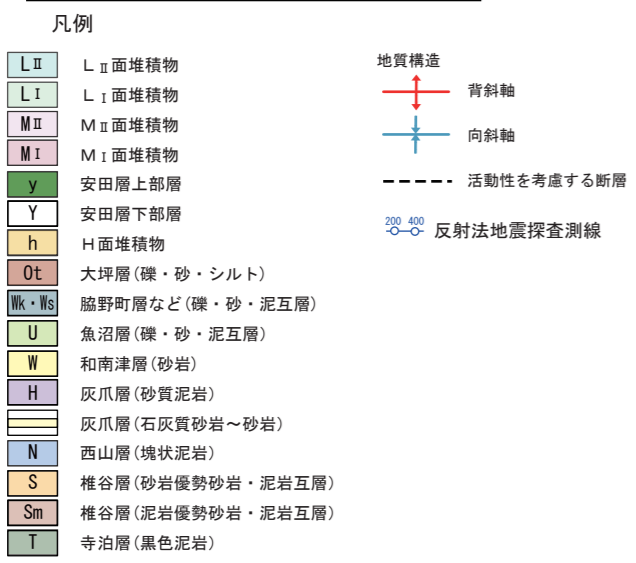 凡例
LⅡ LⅡ面堆積物
LⅠ LⅠ面堆積物
MⅡ MⅡ面堆積物
MⅠ MⅠ面堆積物
y 安田層上部層
Y 安田層下部層
h H面堆積物
Ot 大坪層(礫・砂・シルト)
Wk・Ws 脇野町層など(礫・砂・泥互層)
U 魚沼層(礫・砂・泥互層)
W 和南津層(砂岩)
H 灰爪層(砂質泥岩)
灰爪層(石灰質砂岩～砂岩)
N 西山層(塊状泥岩)
S 椎谷層(砂岩優勢砂岩・泥岩互層)
Sm 椎谷層(泥岩優勢砂岩・泥岩互層)
T 寺泊層(黒色泥岩)
地質構造
背斜軸
向斜軸
活動性を考慮する断層
200 400 反射法地震探査測線